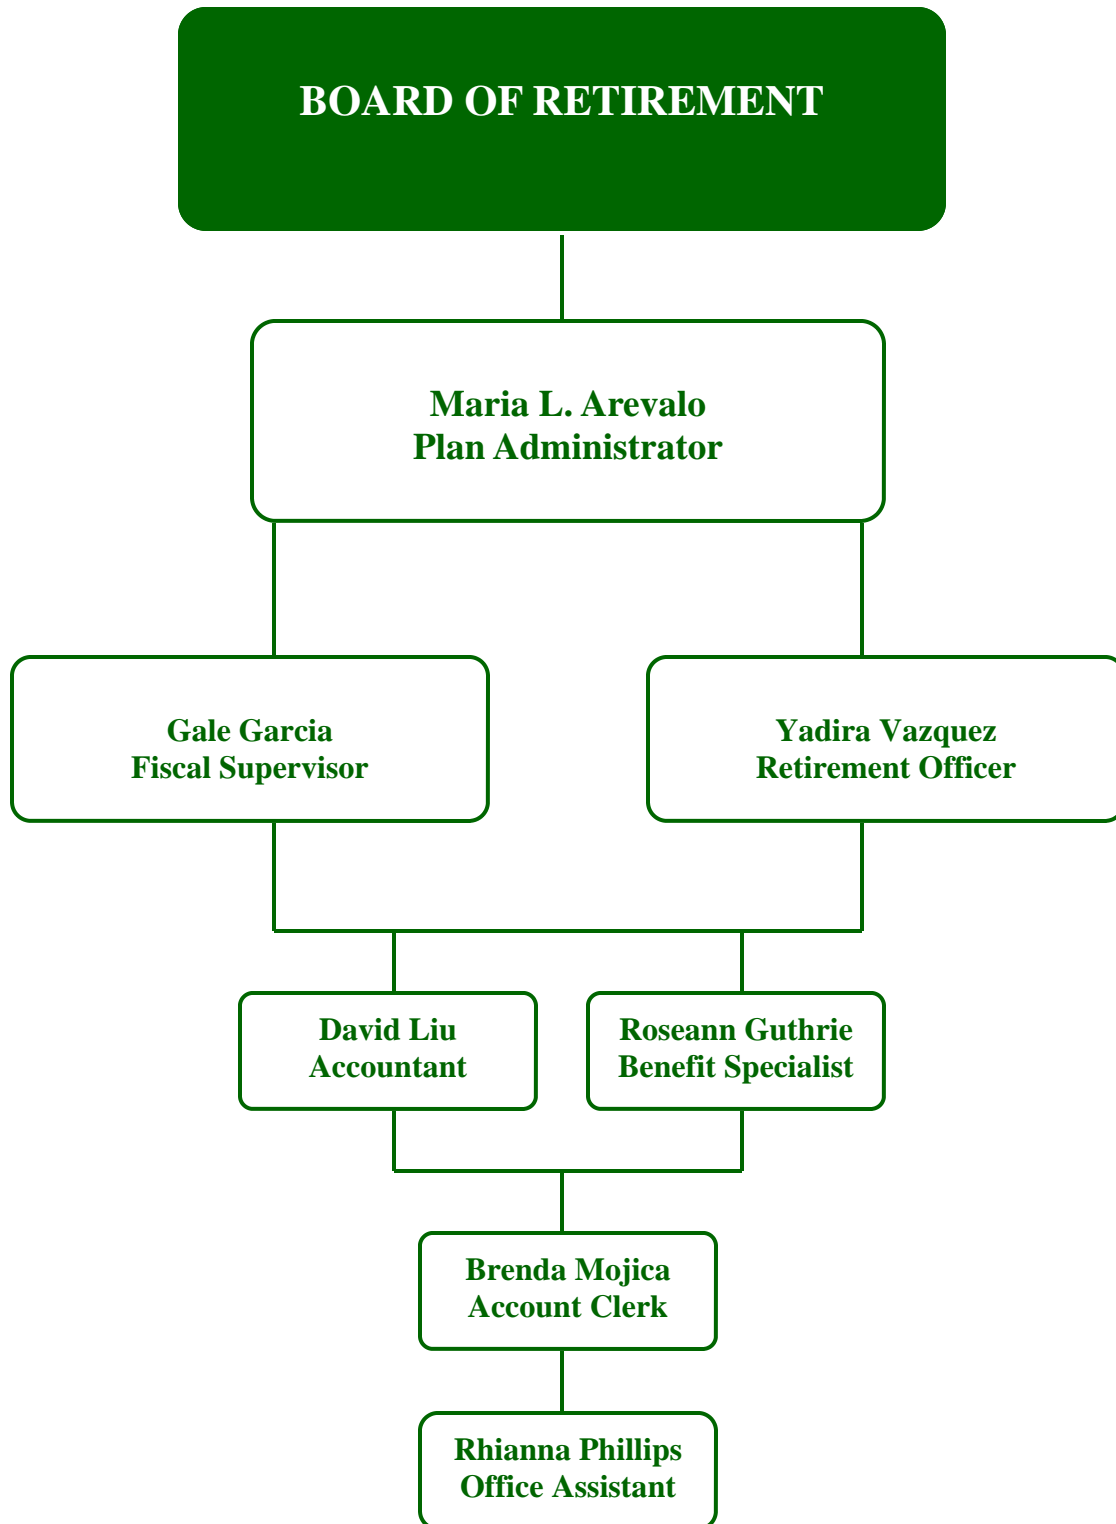 BOARD OF RETIREMENT
Maria L. Arevalo
Plan Administrator
Gale Garcia
Fiscal Supervisor
Yadira Vazquez
Retirement Officer
David Liu
Accountant
Roseann Guthrie
Benefit Specialist
Brenda Mojica
Account Clerk
Rhianna Phillips
Office Assistant